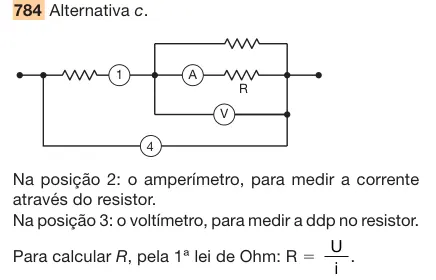 784 Alternativa c.
1
A
R
V
4
Na posição 2: o amperímetro, para medir a corrente
através do resistor.
Na posição 3: o voltímetro, para medir a ddp no resistor.
Para calcular R, pela 1ª lei de Ohm: R = U/i.